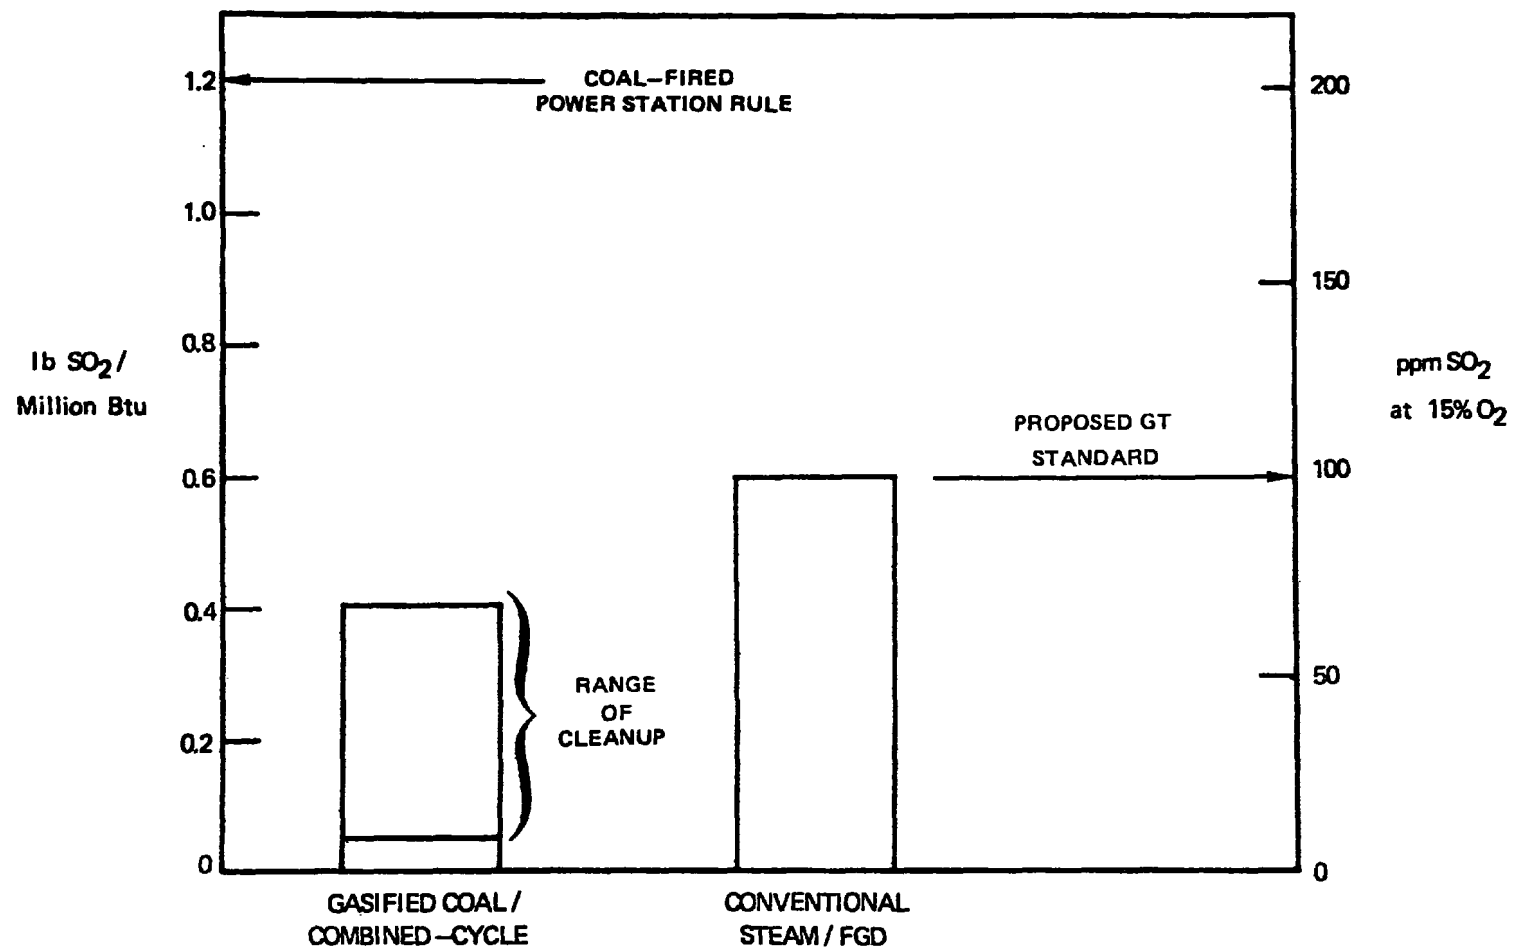 1.2
1.0
0.8
0.6
0.4
0.2
0
lb SO2/
Million Btu
COAL–FIRED
POWER STATION RULE
PROPOSED GT
STANDARD
RANGE
OF
CLEANUP
200
150
100
50
0
ppm SO2
at 15% O2
GASIFIED COAL/
COMBINED–CYCLE
CONVENTIONAL
STEAM/FGD